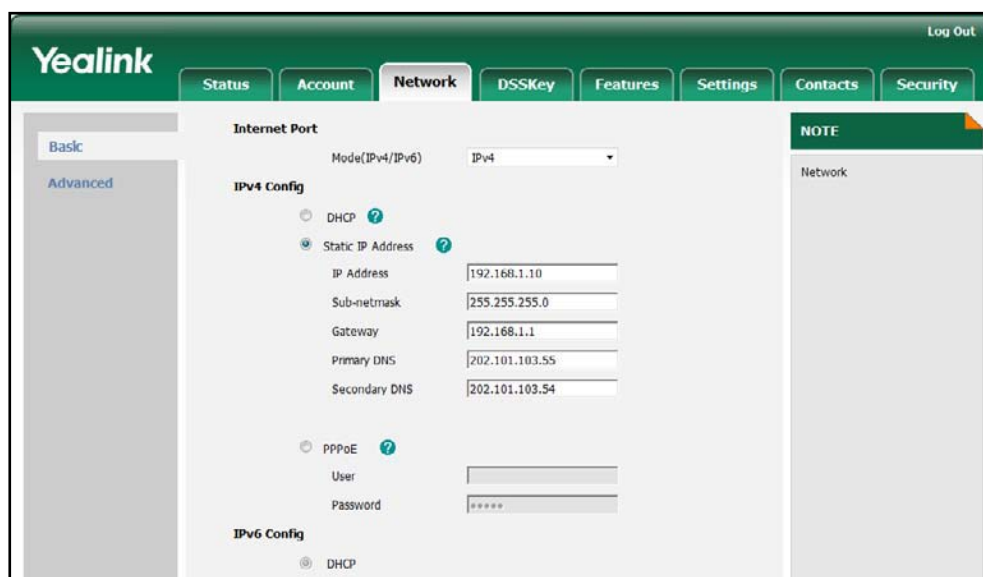 Log Out
Yealink
Status Account Network DSSKey Features Settings Contacts Security
Basic
Advanced
Internet Port
Mode(IPv4/IPv6) IPv4
IPv4 Config
DHCP ?
Static IP Address ?
IP Address 192.168.1.10
Sub-netmask 255.255.255.0
Gateway 192.168.1.1
Primary DNS 202.101.103.55
Secondary DNS 202.101.103.54
PPPoE ?
User
Password •••••
IPv6 Config
DHCP
NOTE
Network